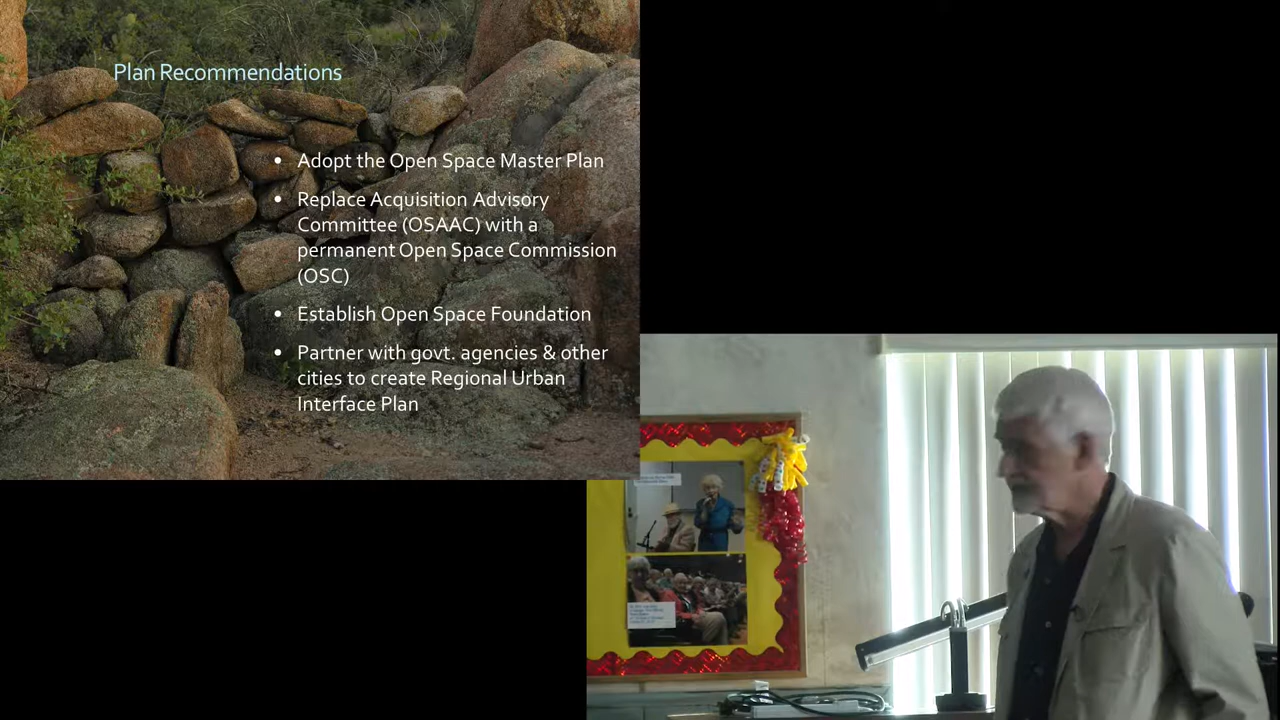 Plan Recommendations
• Adopt the Open Space Master Plan
• Replace Acquisition Advisory
Committee (OSAAC) with a
permanent Open Space Commission
(OSC)
• Establish Open Space Foundation
• Partner with govt. agencies & other
cities to create Regional Urban
Interface Plan